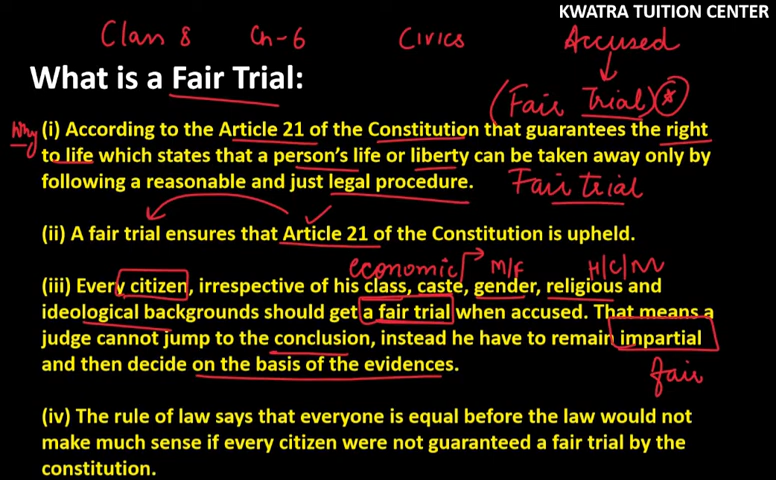 KWATRA TUITION CENTER
Class 8 Ch-6 Civics Accused
What is a Fair Trial:
(Fair Trial)
Why (i) According to the Article 21 of the Constitution that guarantees the right
to life which states that a person's life or liberty can be taken away only by
following a reasonable and just legal procedure. Fair trial
(ii) A fair trial ensures that Article 21 of the Constitution is upheld.
economic M/F H/C/M
(iii) Every citizen, irrespective of his class, caste, gender, religious and
ideological backgrounds should get a fair trial when accused. That means a
judge cannot jump to the conclusion, instead he have to remain impartial
and then decide on the basis of the evidences.
fair
(iv) The rule of law says that everyone is equal before the law would not
make much sense if every citizen were not guaranteed a fair trial by the
constitution.